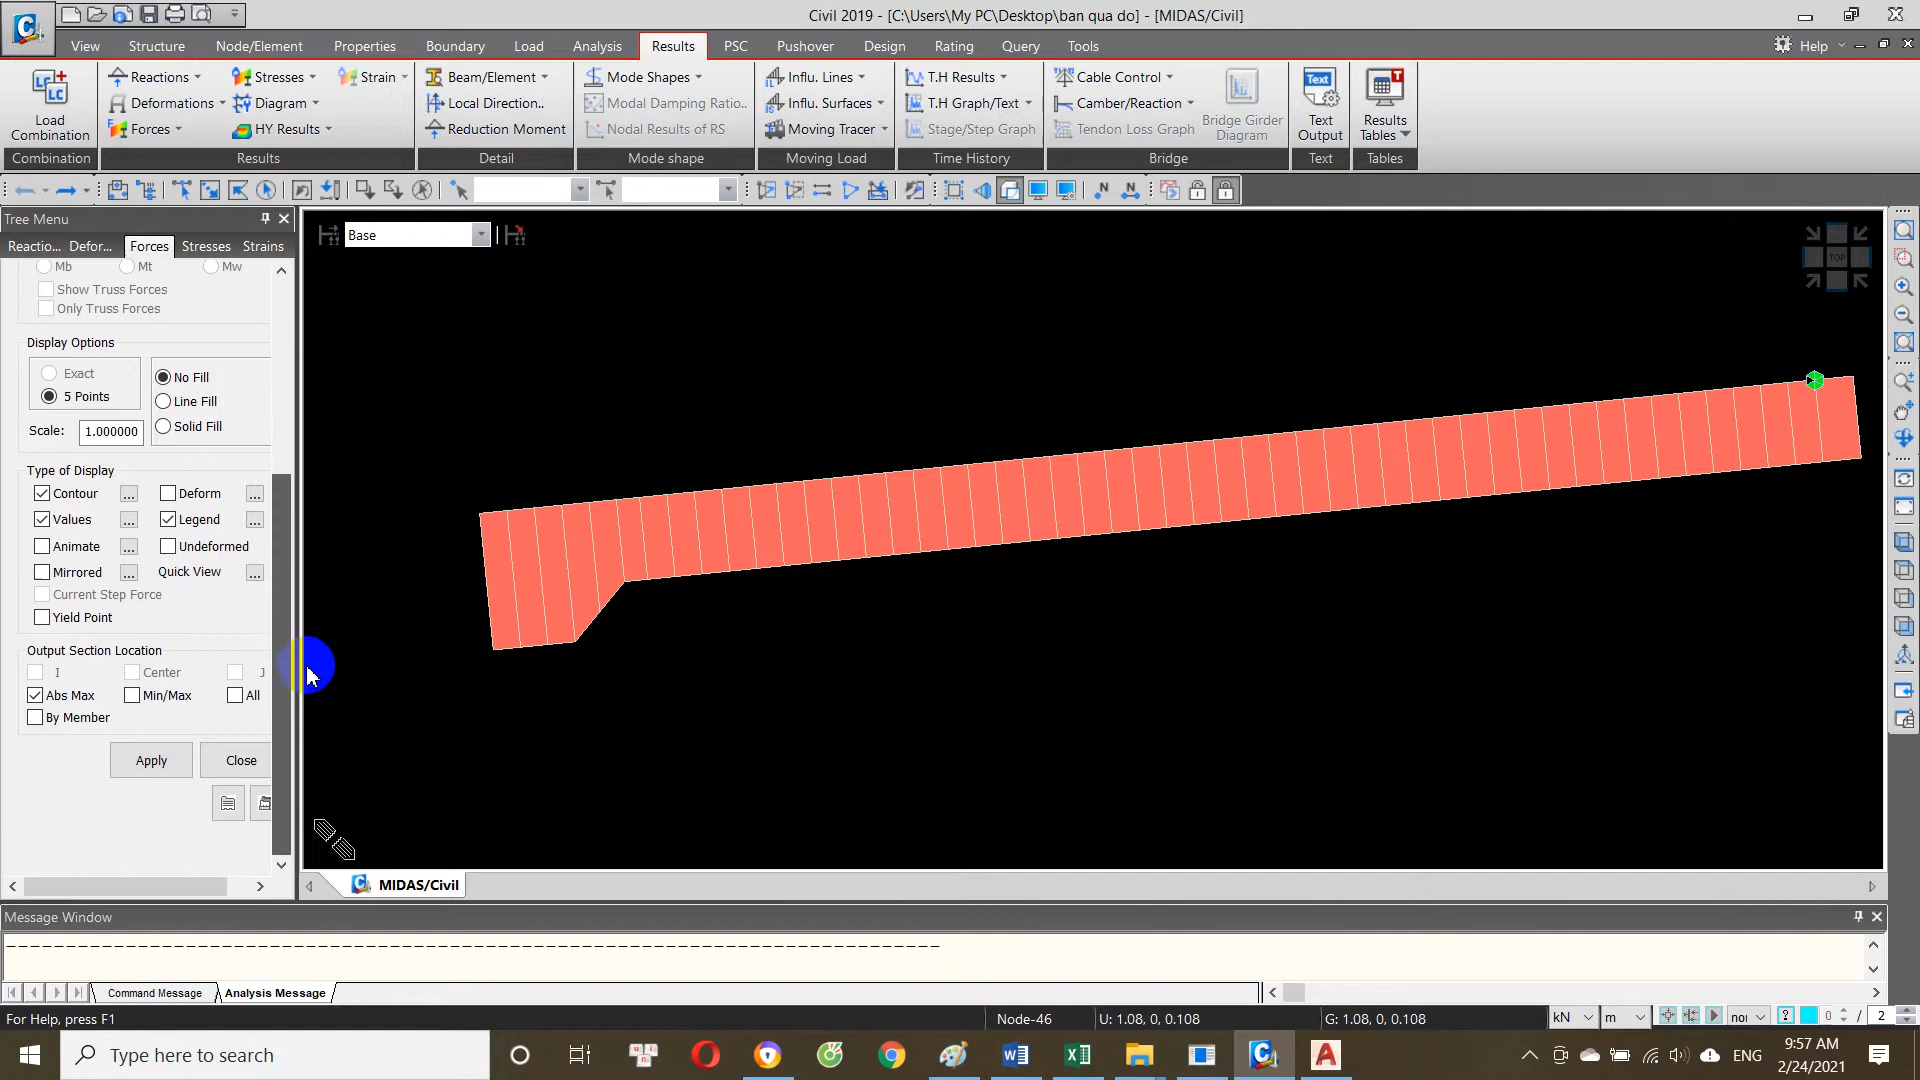 Civil 2019 - [C:\Users\My PC\Desktop\ban qua do] - [MIDAS/Civil]
View Structure Node/Element Properties Boundary Load Analysis Results PSC Pushover Design Rating Query Tools Help
Load Combination
Reactions Stresses Strain
Deformations Diagram
Forces HY Results
Beam/Element
Local Direction..
Reduction Moment
Mode Shapes
Modal Damping Ratio..
Nodal Results of RS
Influ. Lines
Influ. Surfaces
Moving Tracer
T.H Results
T.H Graph/Text
Stage/Step Graph
Cable Control
Camber/Reaction
Tendon Loss Graph
Bridge Girder Diagram
Text
Text Output
Results Tables
Combination Results Detail Mode shape Moving Load Time History Bridge Text Tables
Tree Menu
Reactio... Defor... Forces Stresses Strains
Base
TOP
Mb Mt Mw
Show Truss Forces
Only Truss Forces
Display Options
Exact No Fill
5 Points Line Fill
Scale: 1.000000 Solid Fill
Type of Display
Contour ... Deform ...
Values ... Legend ...
Animate ... Undeformed
Mirrored ... Quick View ...
Current Step Force
Yield Point
Output Section Location
I Center J
Abs Max Min/Max All
By Member
Apply Close
MIDAS/Civil
Message Window
Command Message Analysis Message
For Help, press F1 Node-46 U: 1.08, 0, 0.108 G: 1.08, 0, 0.108 kN m nor 0 / 2
Type here to search
ENG
9:57 AM
2/24/2021